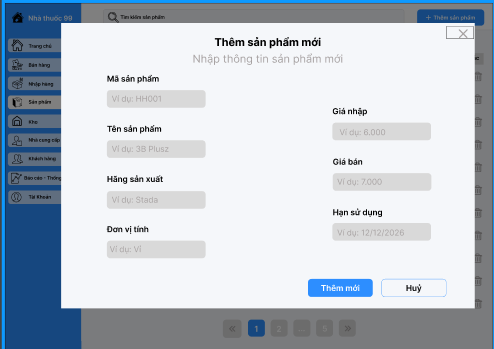 Nhà thuốc 99
Tìm kiếm sản phẩm
+ Thêm sản phẩm
Trang chủ
Bán hàng
Nhập hàng
Sản phẩm
Kho
Nhà cung cấp
Khách hàng
Báo cáo - Thống
Tài Khoản
Thêm sản phẩm mới
Nhập thông tin sản phẩm mới
Mã sản phẩm
Ví dụ: HH001
Tên sản phẩm
Ví dụ: 3B Plusz
Hãng sản xuất
Ví dụ: Stada
Đơn vị tính
Ví dụ: Vỉ
Giá nhập
Ví dụ: 6.000
Giá bán
Ví dụ: 7.000
Hạn sử dụng
Ví dụ: 12/12/2026
Thêm mới
Huỷ
« 1 2 ... 5 »